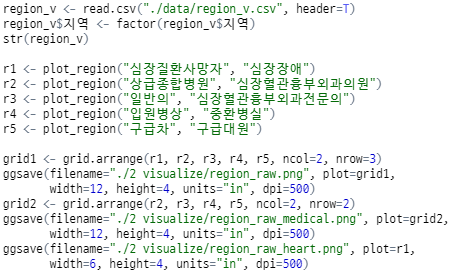 region_v <- read.csv("./data/region_v.csv", header=T)
region_v$지역 <- factor(region_v$지역)
str(region_v)
r1 <- plot_region("심장질환사망자", "심장장애")
r2 <- plot_region("상급종합병원", "심장혈관흉부외과의원")
r3 <- plot_region("일반의", "심장혈관흉부외과전문의")
r4 <- plot_region("입원병상", "중환병실")
r5 <- plot_region("구급차", "구급대원")
grid1 <- grid.arrange(r1, r2, r3, r4, r5, ncol=2, nrow=3)
ggsave(filename="./2 visualize/region_raw.png", plot=grid1,
width=12, height=4, units="in", dpi=500)
grid2 <- grid.arrange(r2, r3, r4, r5, ncol=2, nrow=2)
ggsave(filename="./2 visualize/region_raw_medical.png", plot=grid2,
width=12, height=4, units="in", dpi=500)
ggsave(filename="./2 visualize/region_raw_heart.png", plot=r1,
width=6, height=4, units="in", dpi=500)